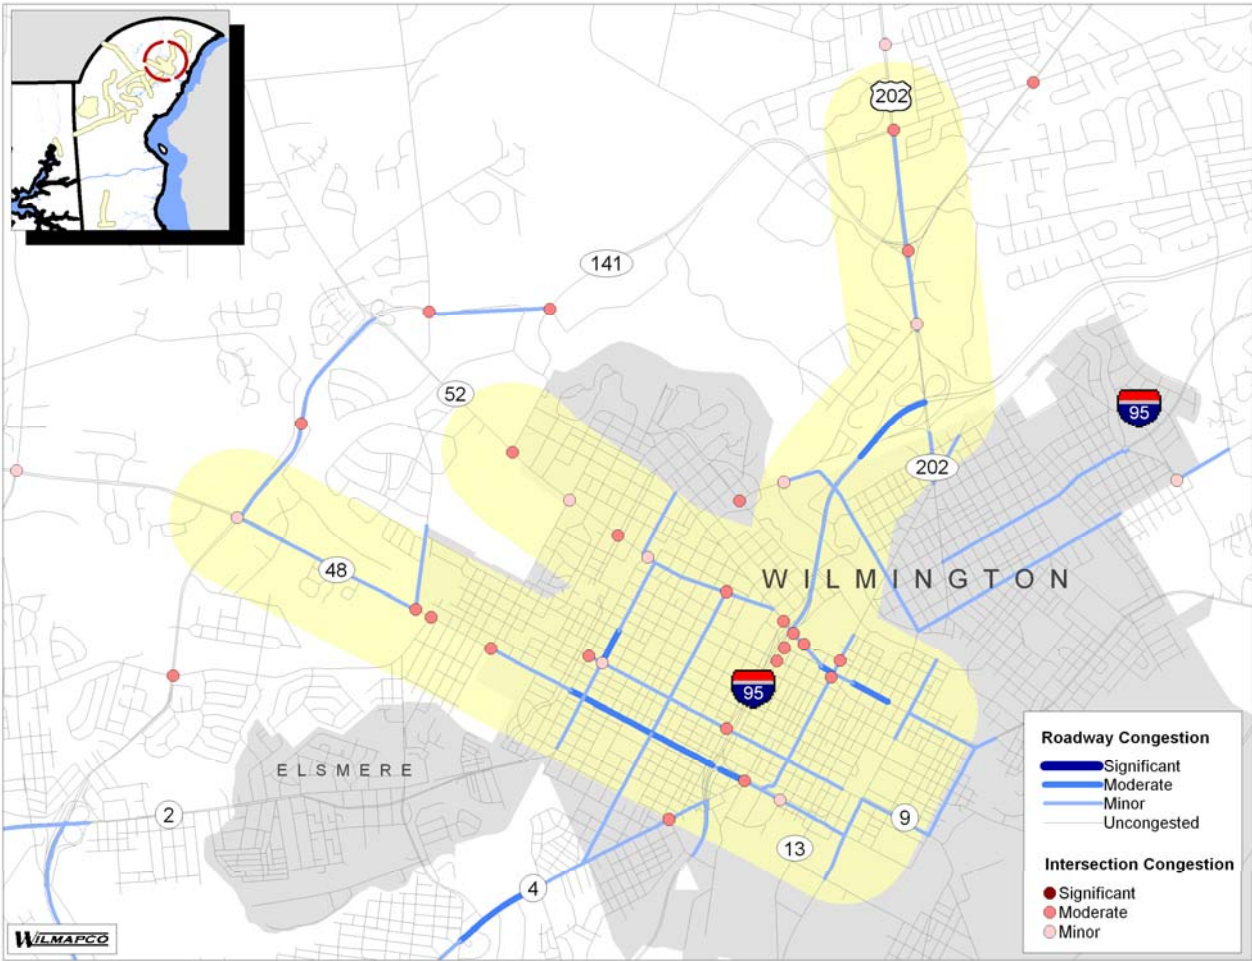 202
141
52
95
202
48
WILMINGTON
95
ELSMERE
2
9
13
4
Roadway Congestion
Significant
Moderate
Minor
Uncongested
Intersection Congestion
Significant
Moderate
Minor
WILMAPCO